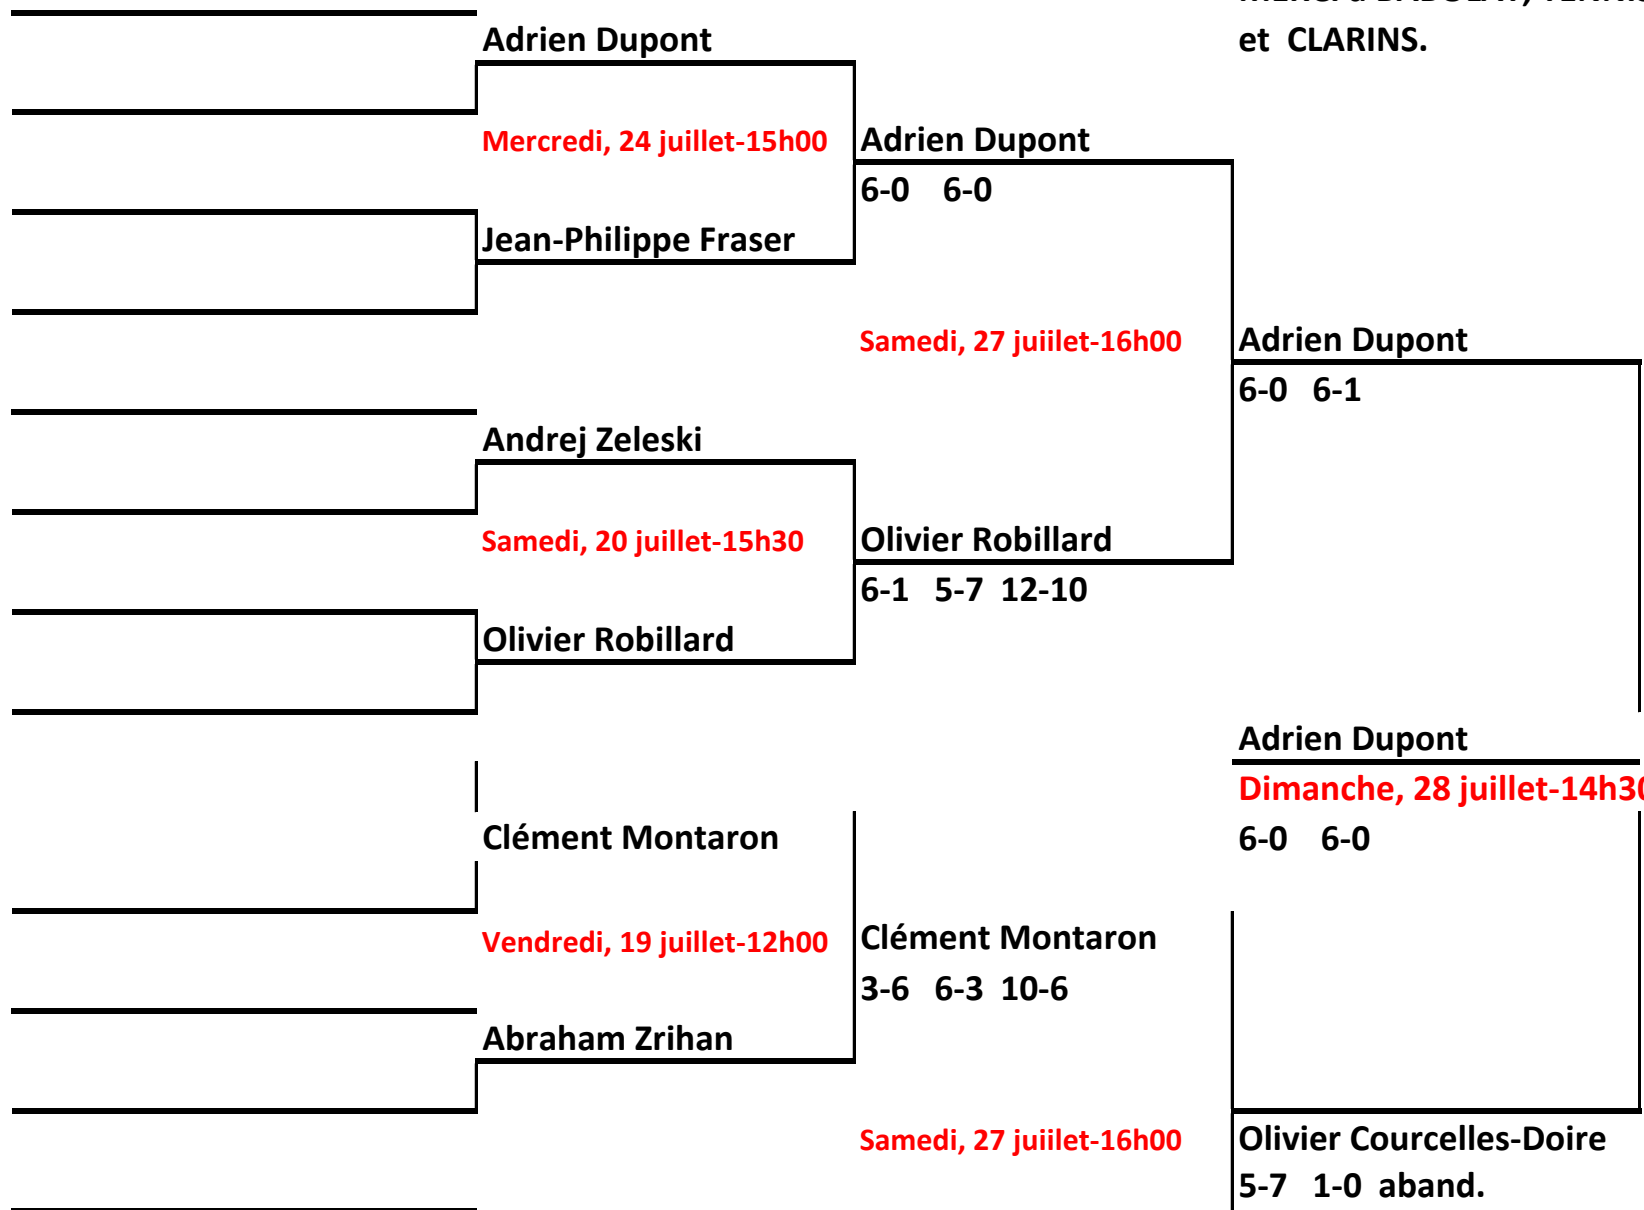 et CLARINS.
Adrien Dupont
Mercredi, 24 juillet-15h00
Adrien Dupont
6-0 6-0
Jean-Philippe Fraser
Samedi, 27 juiilet-16h00
Adrien Dupont
6-0 6-1
Andrej Zeleski
Samedi, 20 juillet-15h30
Olivier Robillard
6-1 5-7 12-10
Olivier Robillard
Adrien Dupont
Dimanche, 28 juillet-14h30
6-0 6-0
Clément Montaron
Vendredi, 19 juillet-12h00
Clément Montaron
3-6 6-3 10-6
Abraham Zrihan
Samedi, 27 juiilet-16h00
Olivier Courcelles-Doire
5-7 1-0 aband.